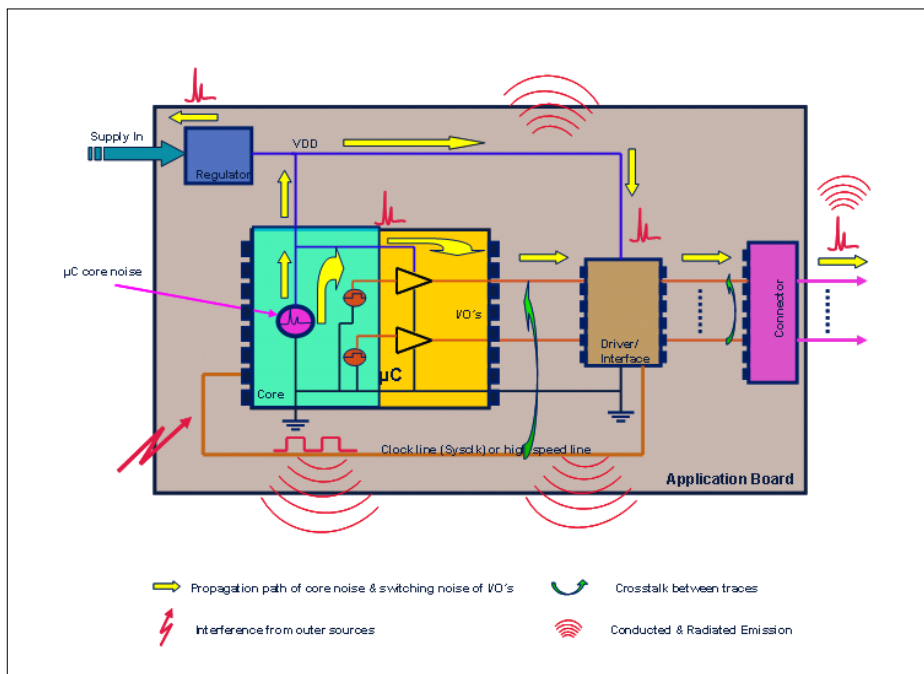 Supply In
VDD
Regulator
µC core noise
I/O's
Driver/
Interface
Connector
µC
Core
Clock line (Sysclk) or high speed line
Application Board
Propagation path of core noise & switching noise of I/O's
Crosstalk between traces
Interference from outer sources
Conducted & Radiated Emission